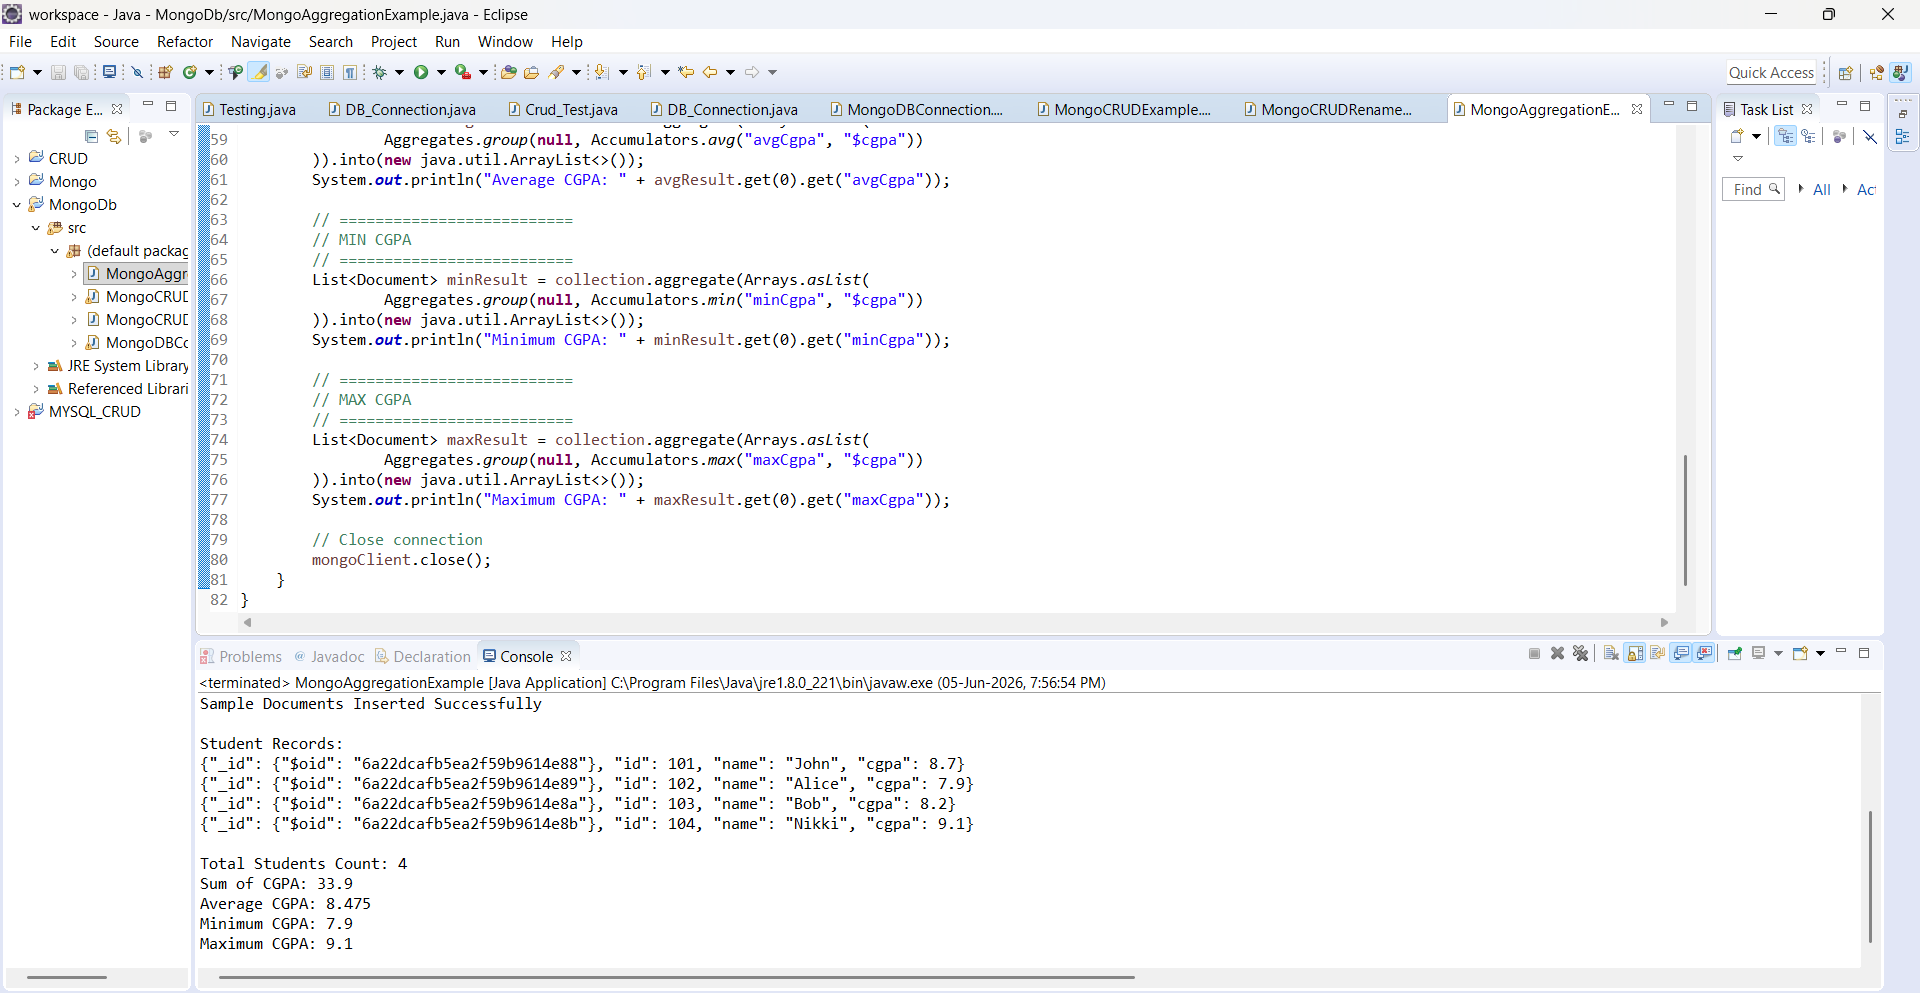 workspace - Java - MongoDb/src/MongoAggregationExample.java - Eclipse
File Edit Source Refactor Navigate Search Project Run Window Help
Quick Access
Package E...
Testing.java DB_Connection.java Crud_Test.java DB_Connection.java MongoDBConnection.... MongoCRUDExample.... MongoCRUDRename... MongoAggregationE...
Task List
CRUD
Mongo
MongoDb
src
(default packag
MongoAggr
MongoCRUD
MongoCRUD
MongoDBCo
JRE System Library
Referenced Librari
MYSQL_CRUD
Find All Ac
59 Aggregates.group(null, Accumulators.avg("avgCgpa", "$cgpa"))
60 )).into(new java.util.ArrayList<>());
61 System.out.println("Average CGPA: " + avgResult.get(0).get("avgCgpa"));
62
63 // ==========================
64 // MIN CGPA
65 // ==========================
66 List<Document> minResult = collection.aggregate(Arrays.asList(
67 Aggregates.group(null, Accumulators.min("minCgpa", "$cgpa"))
68 )).into(new java.util.ArrayList<>());
69 System.out.println("Minimum CGPA: " + minResult.get(0).get("minCgpa"));
70
71 // ==========================
72 // MAX CGPA
73 // ==========================
74 List<Document> maxResult = collection.aggregate(Arrays.asList(
75 Aggregates.group(null, Accumulators.max("maxCgpa", "$cgpa"))
76 )).into(new java.util.ArrayList<>());
77 System.out.println("Maximum CGPA: " + maxResult.get(0).get("maxCgpa"));
78
79 // Close connection
80 mongoClient.close();
81 }
82 }
Problems @ Javadoc Declaration Console
<terminated> MongoAggregationExample [Java Application] C:\Program Files\Java\jre1.8.0_221\bin\javaw.exe (05-Jun-2026, 7:56:54 PM)
Sample Documents Inserted Successfully
Student Records:
{"_id": {"$oid": "6a22dcafb5ea2f59b9614e88"}, "id": 101, "name": "John", "cgpa": 8.7}
{"_id": {"$oid": "6a22dcafb5ea2f59b9614e89"}, "id": 102, "name": "Alice", "cgpa": 7.9}
{"_id": {"$oid": "6a22dcafb5ea2f59b9614e8a"}, "id": 103, "name": "Bob", "cgpa": 8.2}
{"_id": {"$oid": "6a22dcafb5ea2f59b9614e8b"}, "id": 104, "name": "Nikki", "cgpa": 9.1}
Total Students Count: 4
Sum of CGPA: 33.9
Average CGPA: 8.475
Minimum CGPA: 7.9
Maximum CGPA: 9.1